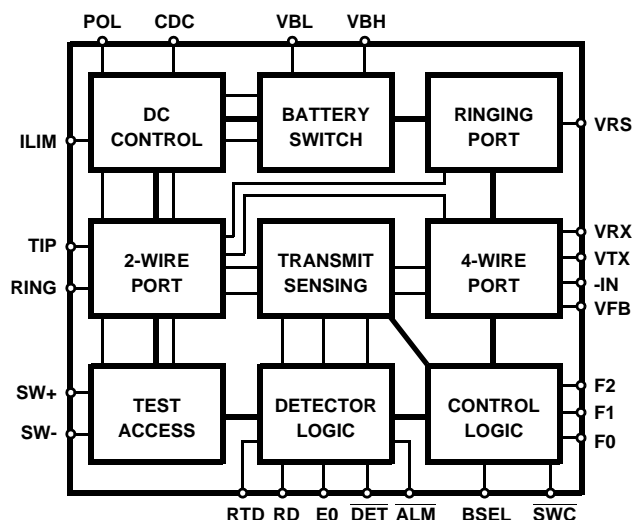 POL CDC VBL VBH
DC
CONTROL
BATTERY
SWITCH
RINGING
PORT
ILIM
VRS
TIP
RING
2-WIRE
PORT
TRANSMIT
SENSING
4-WIRE
PORT
VRX
VTX
-IN
VFB
SW+
SW-
TEST
ACCESS
DETECTOR
LOGIC
CONTROL
LOGIC
F2
F1
F0
RTD RD E0 DET ALM BSEL SWC